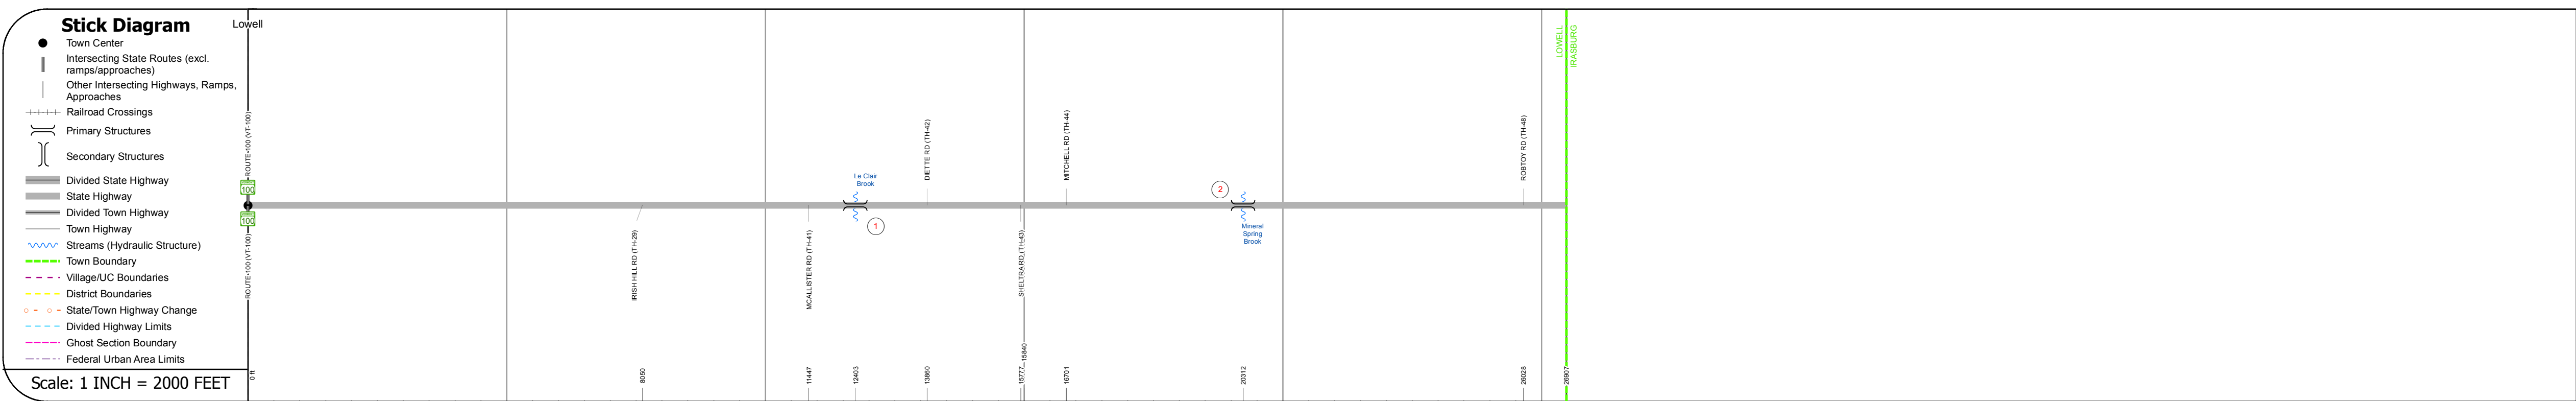 Stick Diagram
Town Center
Intersecting State Routes (excl.
ramps/approaches)
Other Intersecting Highways, Ramps,
Approaches
Railroad Crossings
Primary Structures
Secondary Structures
Divided State Highway
State Highway
Divided Town Highway
Town Highway
Streams (Hydraulic Structure)
Town Boundary
Village/UC Boundaries
District Boundaries
State/Town Highway Change
Divided Highway Limits
Ghost Section Boundary
Federal Urban Area Limits
Scale: 1 INCH = 2000 FEET
Lowell
ROUTE-100 (VT-100)
100
100
ROUTE-100 (VT-100)
0 ft
IRISH HILL RD (TH-29)
8050
MCALLISTER RD (TH-41)
11447
Le Clair
Brook
1
12403
DIETTE RD (TH-42)
13860
SHELTRA RD (TH-43)
15777
15840
MITCHELL RD (TH-44)
16701
2
Mineral
Spring
Brook
20312
ROBTOY RD (TH-48)
26028
LOWELL
IRASBURG
26907